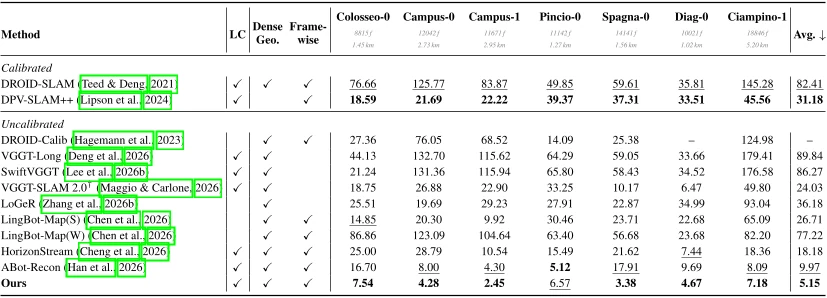 Method LC Dense Geo. Frame-wise Colosseo-0 Campus-0 Campus-1 Pincio-0 Spagna-0 Diag-0 Ciampino-1 Avg. ↓
8815 f 12042 f 11671 f 11142 f 14141 f 10021 f 18846 f
1.45 km 2.73 km 2.95 km 1.27 km 1.56 km 1.02 km 5.20 km
Calibrated
DROID-SLAM (Teed & Deng, 2021) ✓ ✓ ✓ 76.66 125.77 83.87 49.85 59.61 35.81 145.28 82.41
DPV-SLAM++ (Lipson et al., 2024) ✓ ✓ 18.59 21.69 22.22 39.37 37.31 33.51 45.56 31.18
Uncalibrated
DROID-Calib (Hagemann et al., 2023) ✓ ✓ 27.36 76.05 68.52 14.09 25.38 – 124.98 –
VGGT-Long (Deng et al., 2026) ✓ ✓ 44.13 132.70 115.62 64.29 59.05 33.66 179.41 89.84
SwiftVGGT (Lee et al., 2026b) ✓ ✓ 21.24 131.36 115.94 65.80 58.43 34.52 176.58 86.27
VGGT-SLAM 2.0† (Maggio & Carlone, 2026) ✓ ✓ 18.75 26.88 22.90 33.25 10.17 6.47 49.80 24.03
LoGeR (Zhang et al., 2026b) ✓ 25.51 19.69 29.23 27.91 22.87 34.99 93.04 36.18
LingBot-Map(S) (Chen et al., 2026) ✓ ✓ 14.85 20.30 9.92 30.46 23.71 22.68 65.09 26.71
LingBot-Map(W) (Chen et al., 2026) ✓ ✓ 86.86 123.09 104.64 63.40 56.68 23.68 82.20 77.22
HorizonStream (Cheng et al., 2026) ✓ ✓ ✓ 25.00 28.79 10.54 15.49 21.62 7.44 18.36 18.18
ABot-Recon (Han et al., 2026) ✓ ✓ ✓ 16.70 8.00 4.30 5.12 17.91 9.69 8.09 9.97
Ours ✓ ✓ ✓ 7.54 4.28 2.45 6.57 3.38 4.67 7.18 5.15